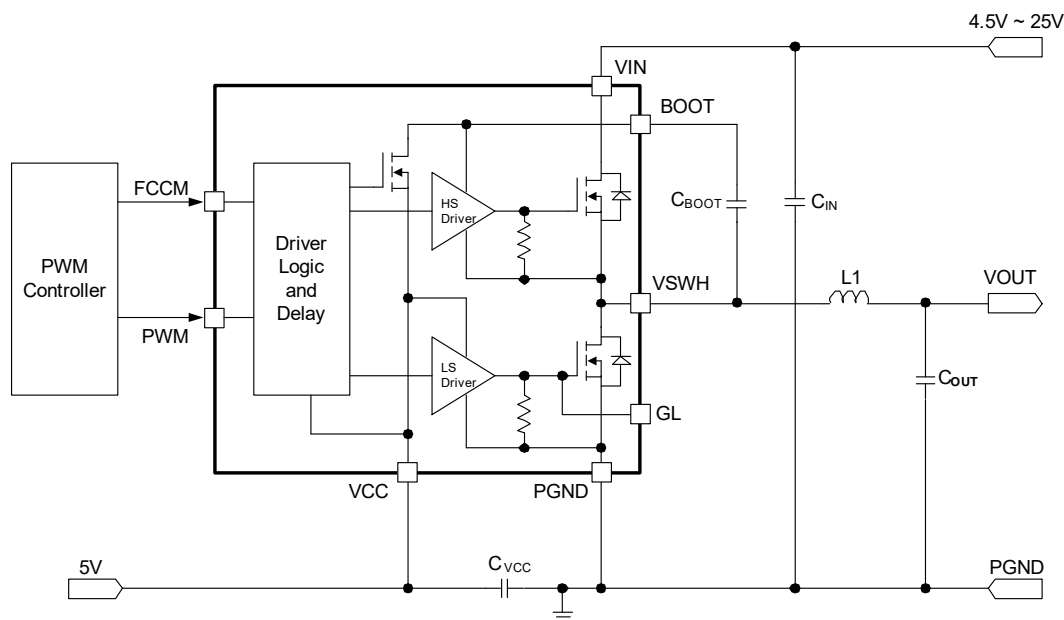 4.5V ~ 25V
VIN
BOOT
FCCM
HS
Driver
CBOOT
CIN
PWM
Controller
Driver
Logic
and
Delay
VSWH
L1
VOUT
PWM
LS
Driver
COUT
GL
VCC
PGND
5V
CVCC
PGND